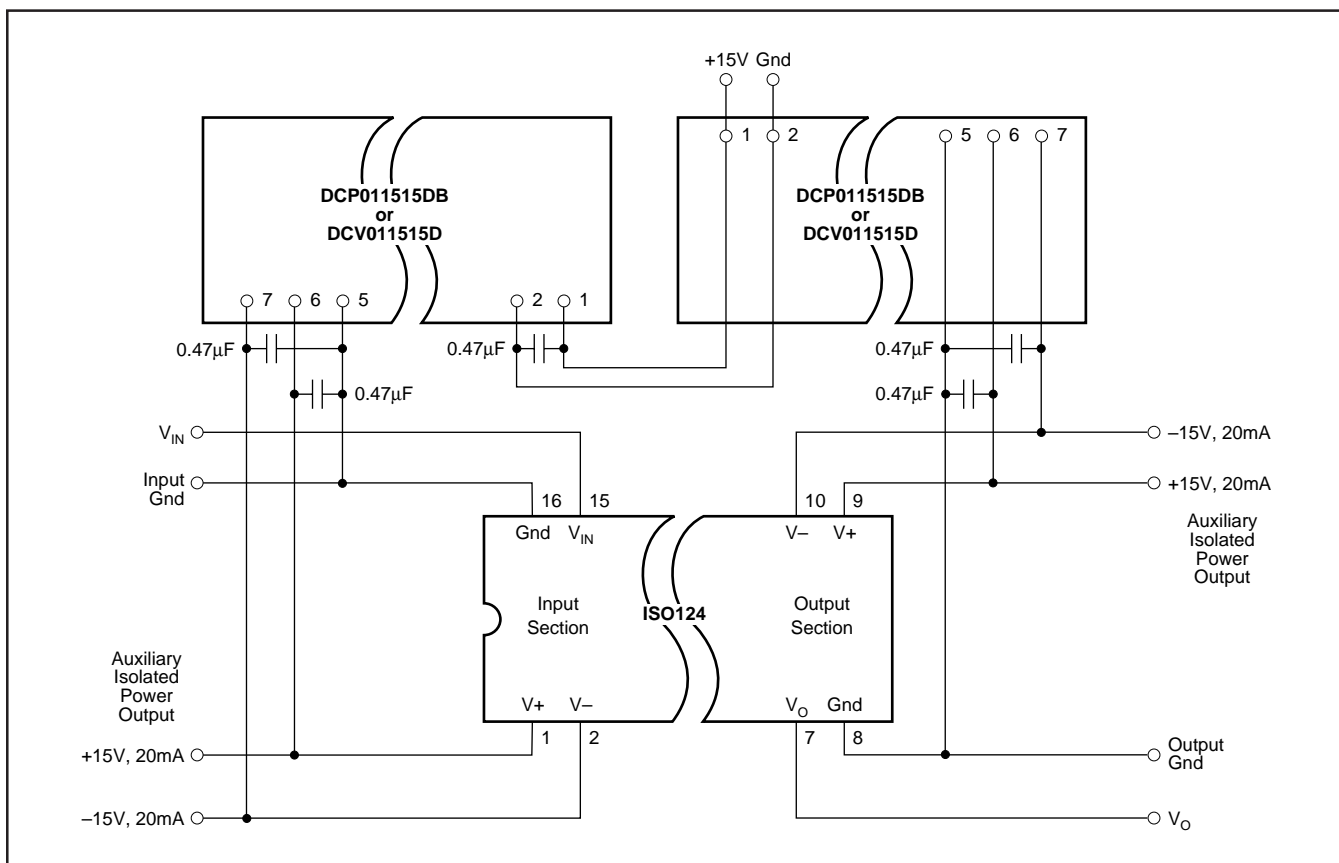 +15V Gnd
1 2 5 6 7
DCP011515DB
or
DCV011515D
DCP011515DB
or
DCV011515D
7 6 5 2 1
0.47μF
0.47μF
0.47μF
0.47μF
0.47μF
V_IN
–15V, 20mA
Input
Gnd
+15V, 20mA
16 15 10 9
Gnd V_IN V– V+
Auxiliary
Isolated
Power
Output
Input
Section
ISO124
Output
Section
Auxiliary
Isolated
Power
Output
V+ V– V_O Gnd
1 2 7 8
+15V, 20mA
Output
Gnd
–15V, 20mA
V_O